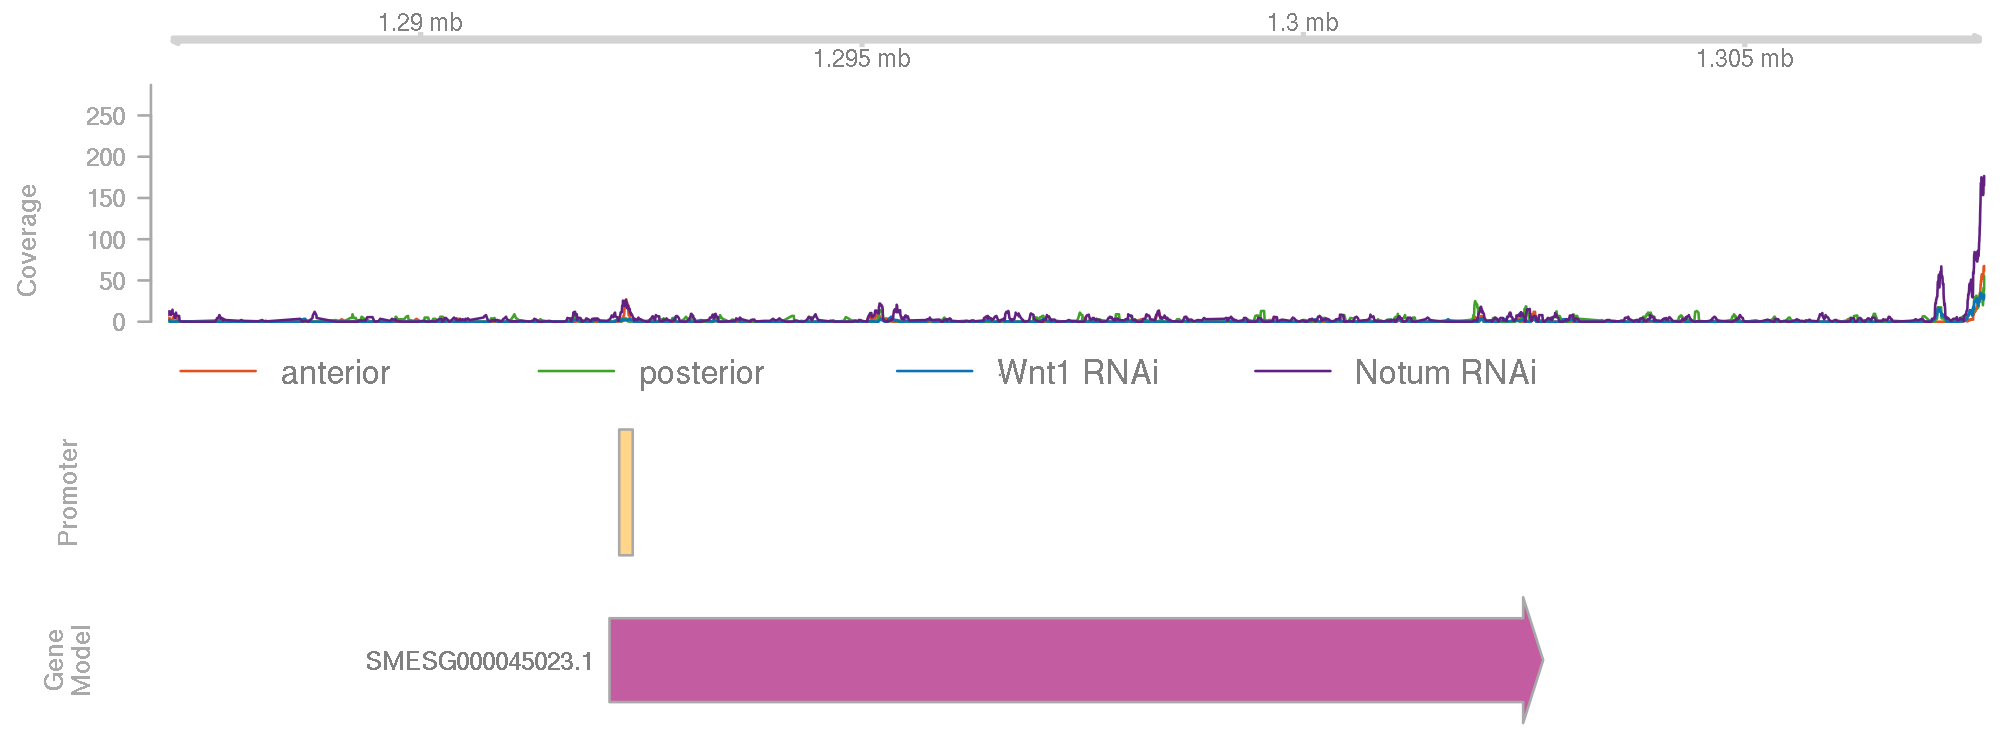 1.29 mb
1.3 mb
1.295 mb
1.305 mb
Coverage
250
200
150
100
50
0
anterior
posterior
Wnt1 RNAi
Notum RNAi
Promoter
Gene
Model
SMESG000045023.1